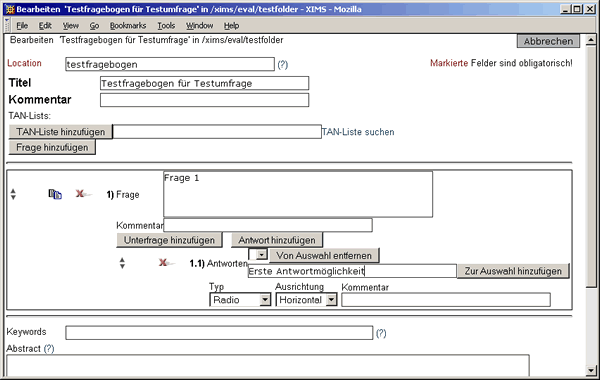 Bearbeiten 'Testfragebogen für Testumfrage' in /xims/eval/testfolder - XIMS - Mozilla
File Edit View Go Bookmarks Tools Window Help
Bearbeiten 'Testfragebogen für Testumfrage' in /xims/eval/testfolder Abbrechen
Location testfragebogen (?) Markierte Felder sind obligatorisch!
Titel Testfragebogen für Testumfrage
Kommentar
TAN-Lists:
TAN-Liste hinzufügen TAN-Liste suchen
Frage hinzufügen
1) Frage Frage 1
Kommentar
Unterfrage hinzufügen Antwort hinzufügen
Von Auswahl entfernen
1.1) Antworten Erste Antwortmöglichkeit Zur Auswahl hinzufügen
Typ Ausrichtung Kommentar
Radio Horizontal
Keywords (?)
Abstract (?)